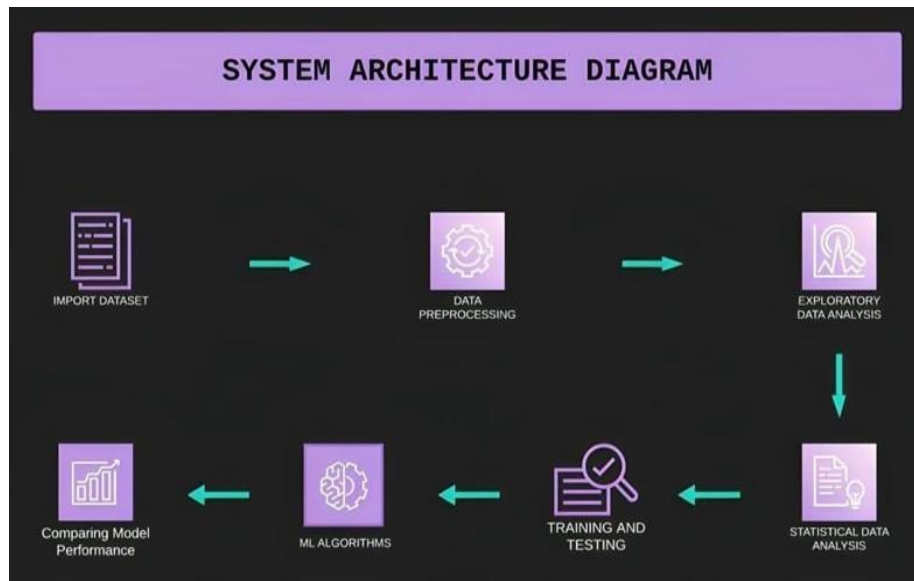 SYSTEM ARCHITECTURE DIAGRAM
IMPORT DATASET
DATA
PREPROCESSING
EXPLORATORY
DATA ANALYSIS
Comparing Model
Performance
ML ALGORITHMS
TRAINING AND
TESTING
STATISTICAL DATA
ANALYSIS